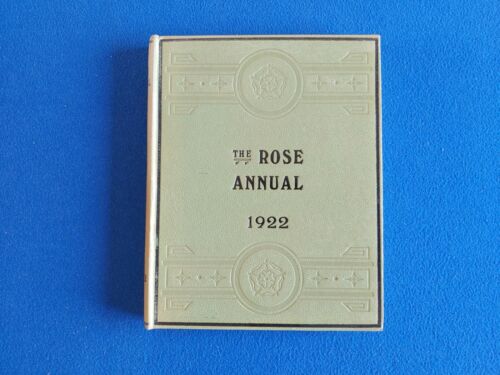 THE ROSE
ANNUAL
1922